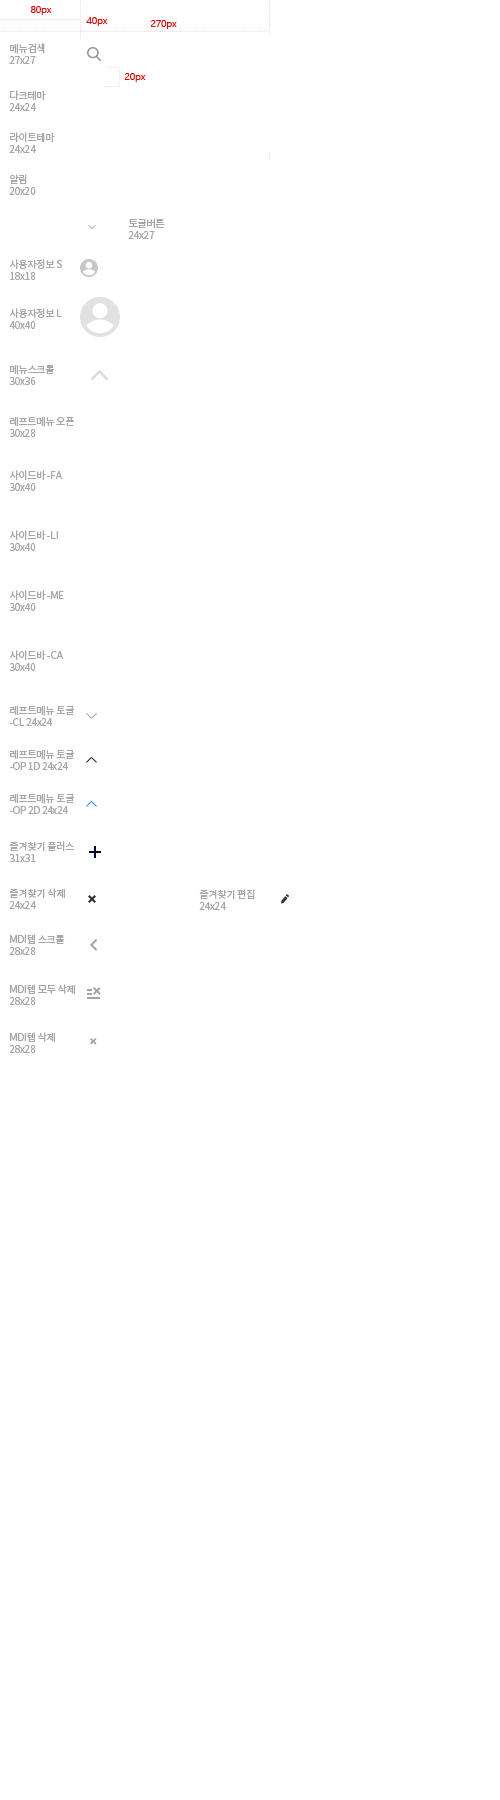 80px
40px
270px
메뉴검색
27x27
20px
다크테마
24x24
라이트테마
24x24
알림
20x20
토글버튼
24x27
사용자정보 S
18x18
사용자정보 L
40x40
메뉴스크롤
30x36
레프트메뉴 오픈
30x28
사이드바 -FA
30x40
사이드바 -LI
30x40
사이드바 -ME
30x40
사이드바 -CA
30x40
레프트메뉴 토글
-CL 24x24
레프트메뉴 토글
-OP 1D 24x24
레프트메뉴 토글
-OP 2D 24x24
즐겨찾기 플러스
31x31
즐겨찾기 삭제
24x24
즐겨찾기 편집
24x24
MDI탭 스크롤
28x28
MDI탭 모두 삭제
28x28
MDI탭 삭제
28x28